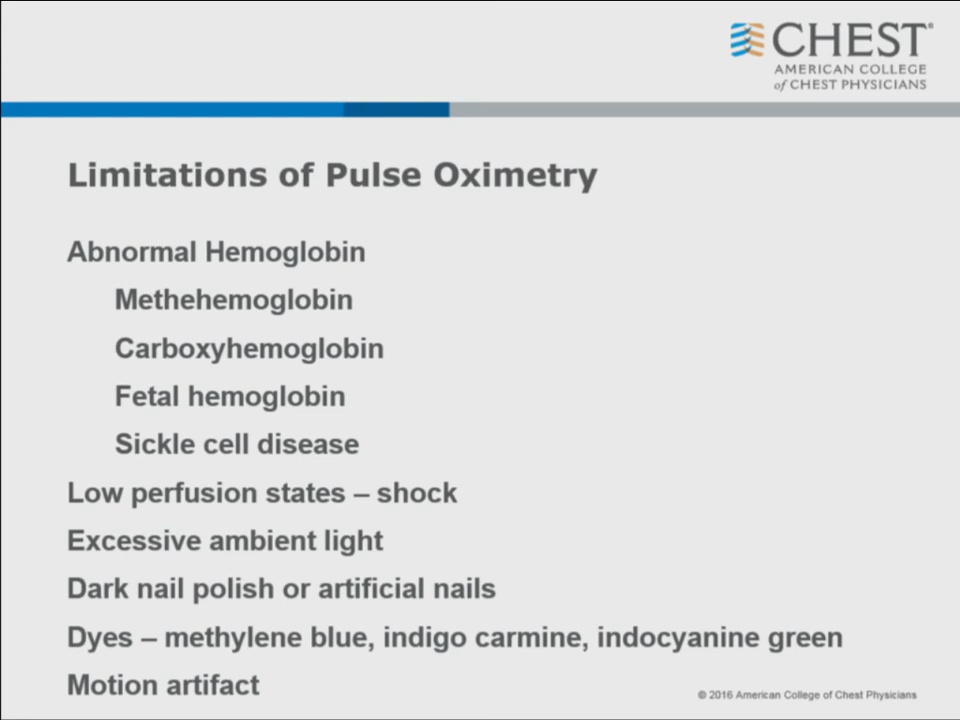 CHEST®
AMERICAN COLLEGE
of CHEST PHYSICIANS
Limitations of Pulse Oximetry
Abnormal Hemoglobin
Methehemoglobin
Carboxyhemoglobin
Fetal hemoglobin
Sickle cell disease
Low perfusion states – shock
Excessive ambient light
Dark nail polish or artificial nails
Dyes – methylene blue, indigo carmine, indocyanine green
Motion artifact
© 2016 American College of Chest Physicians